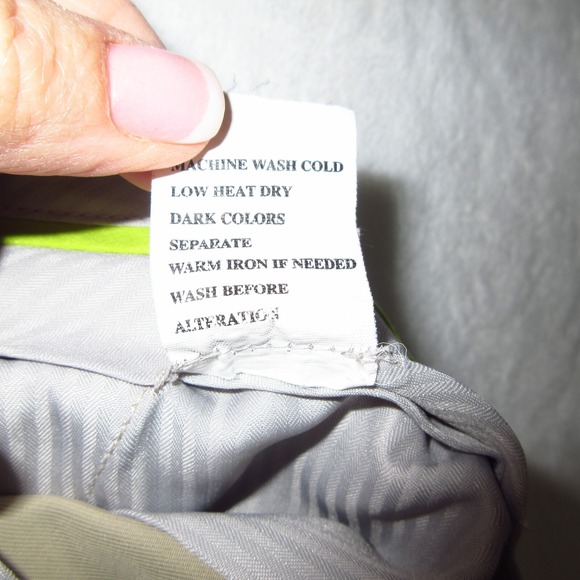 MACHINE WASH COLD
LOW HEAT DRY
DARK COLORS
SEPARATE
WARM IRON IF NEEDED
WASH BEFORE
ALTERATION